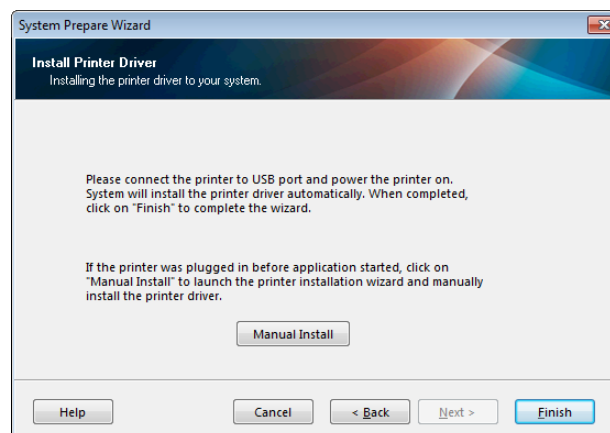 System Prepare Wizard
Install Printer Driver
Installing the printer driver to your system.
Please connect the printer to USB port and power the printer on.
System will install the printer driver automatically. When completed,
click on "Finish" to complete the wizard.
If the printer was plugged in before application started, click on
"Manual Install" to launch the printer installation wizard and manually
install the printer driver.
Manual Install
Help
Cancel
< Back
Next >
Finish